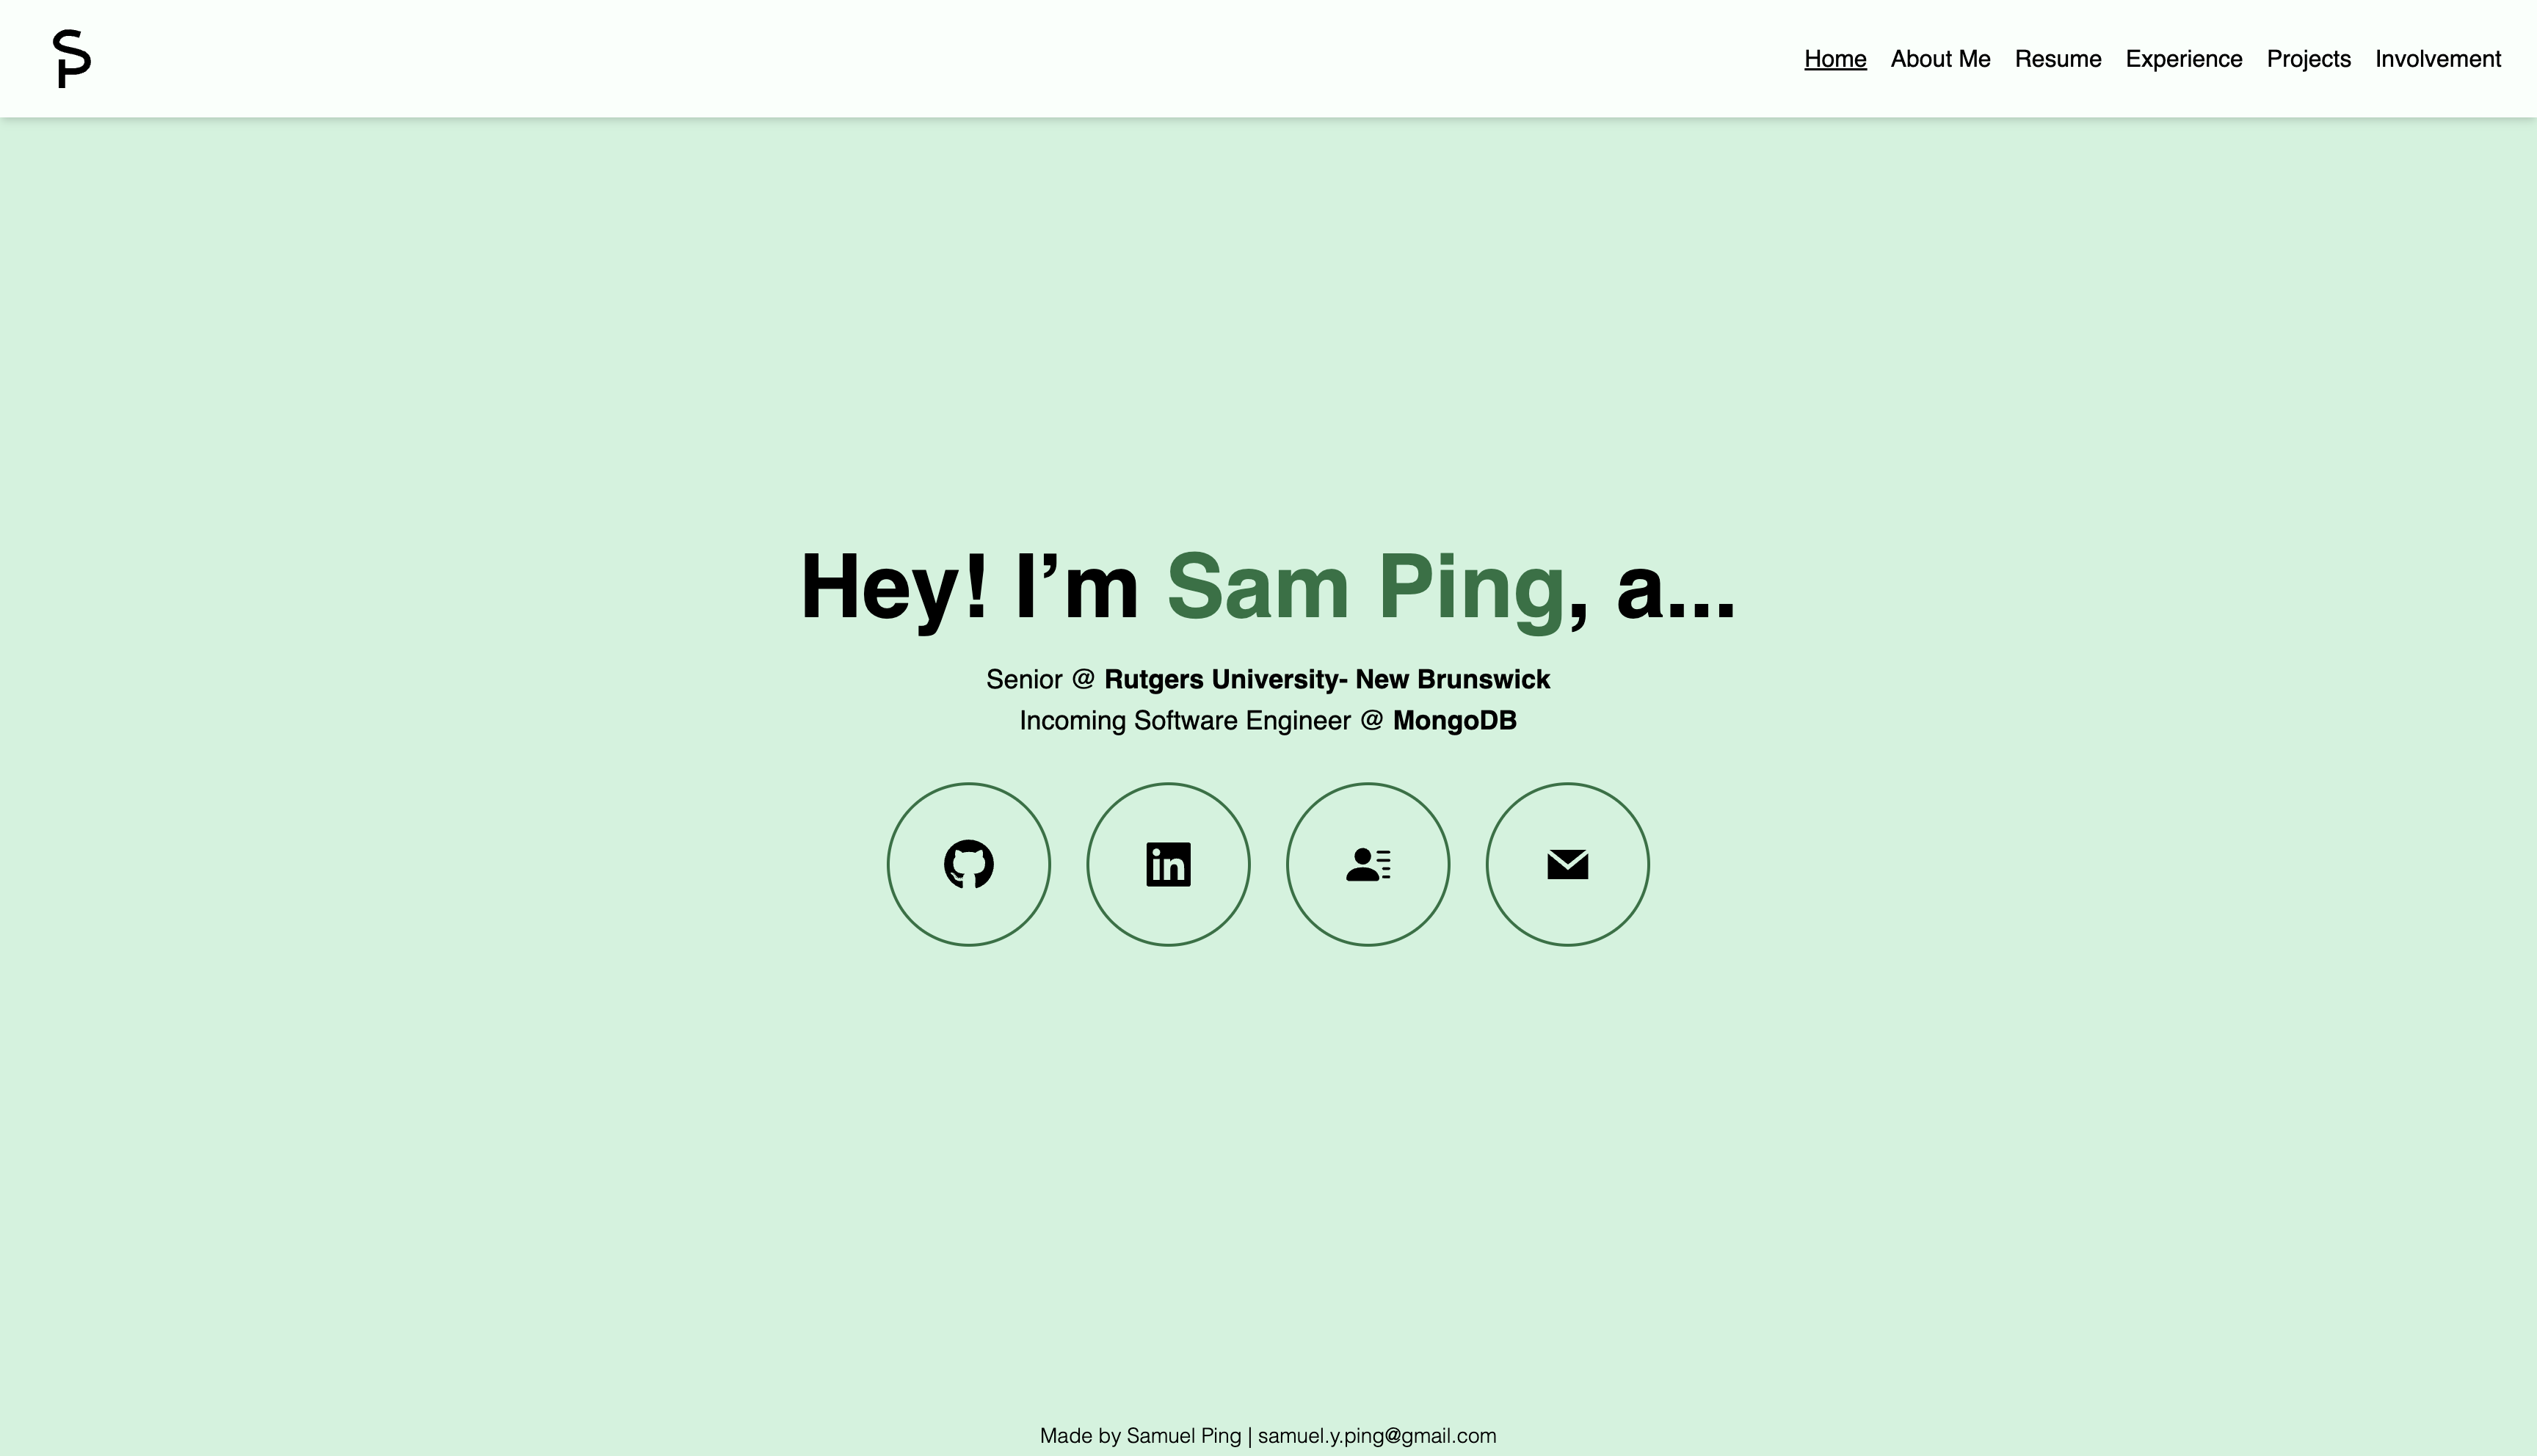 SP
Home About Me Resume Experience Projects Involvement
Hey! I’m Sam Ping, a...
Senior @ Rutgers University- New Brunswick
Incoming Software Engineer @ MongoDB
in
Made by Samuel Ping | samuel.y.ping@gmail.com